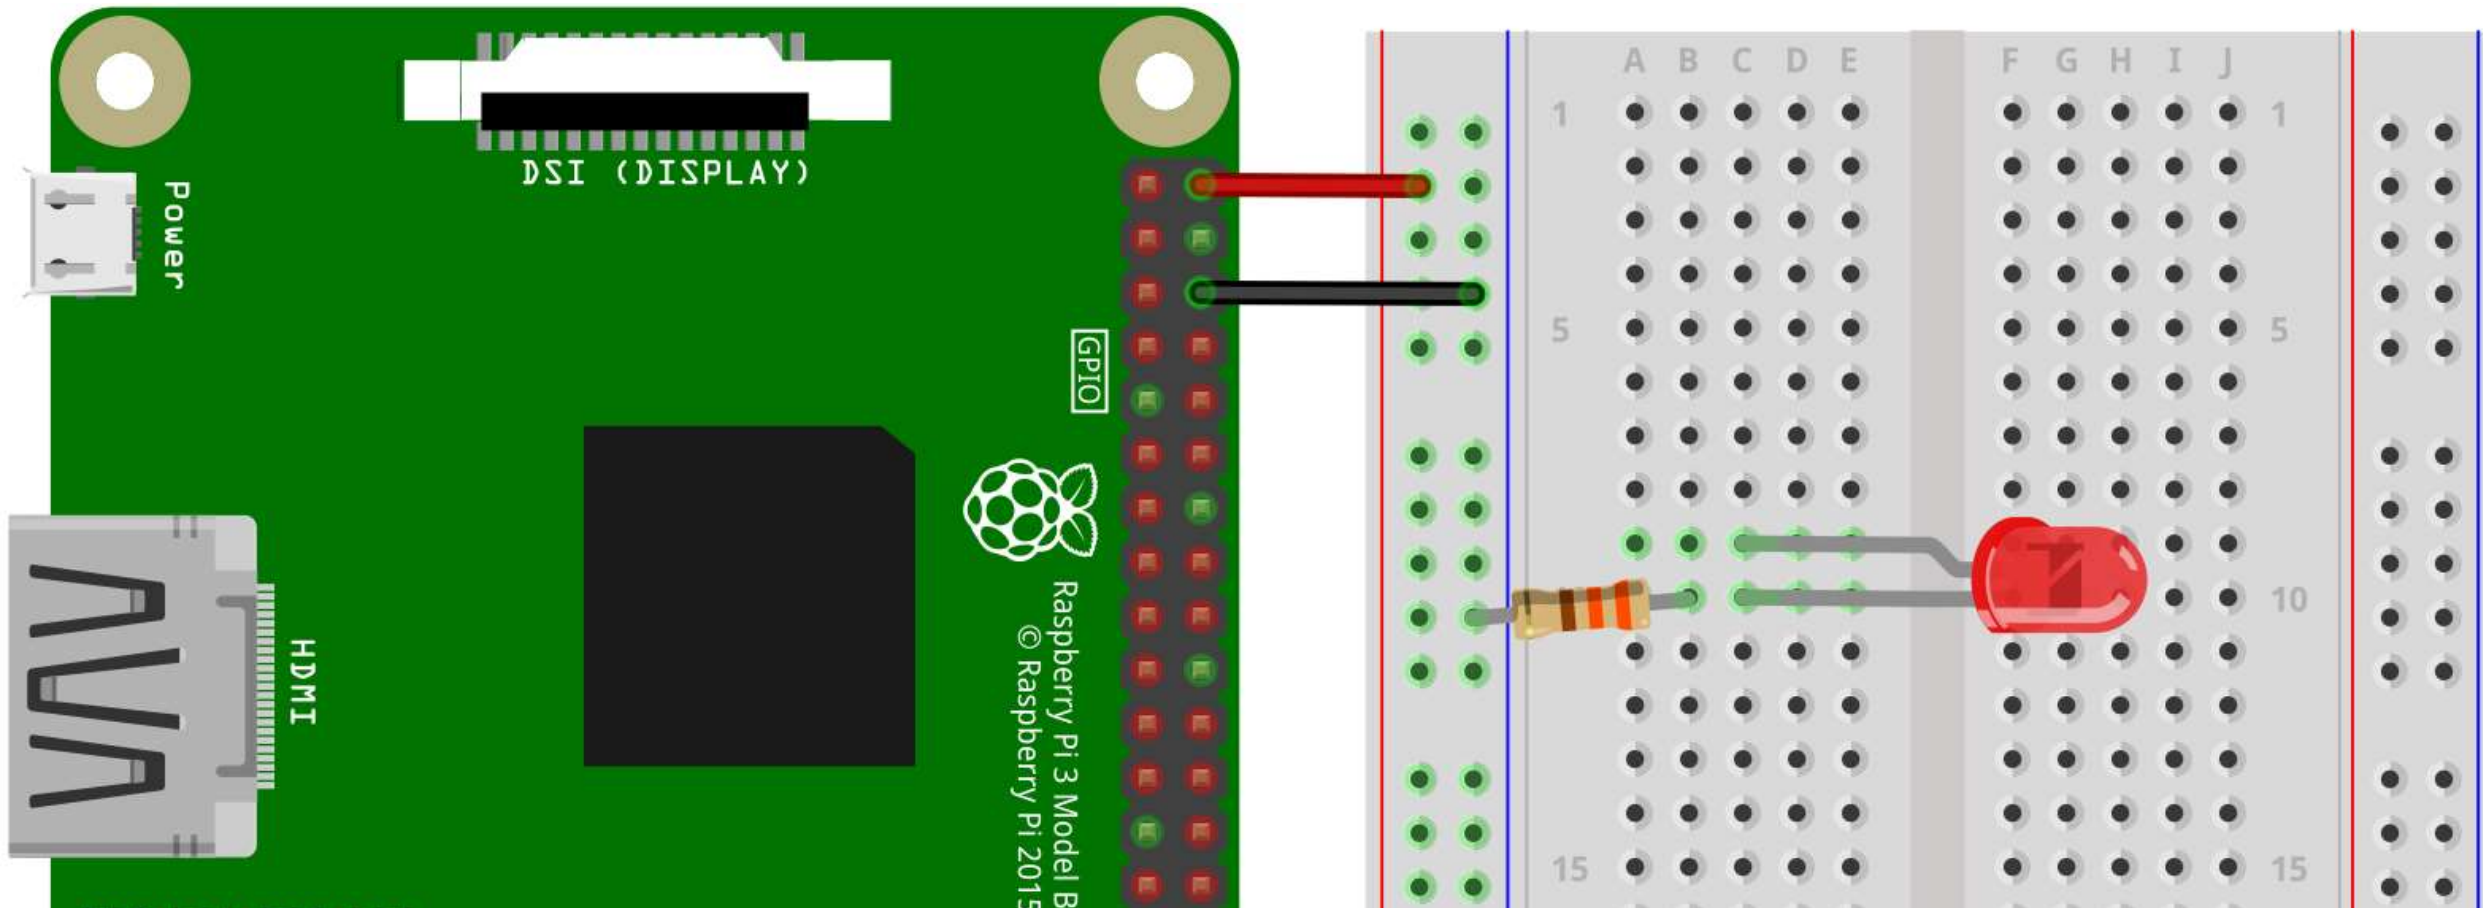 DSI (DISPLAY)
Power
GPIO
HDMI
Raspberry Pi 3 Model B
© Raspberry Pi 2015
A B C D E F G H I J
1 1
5 5
10
15 15